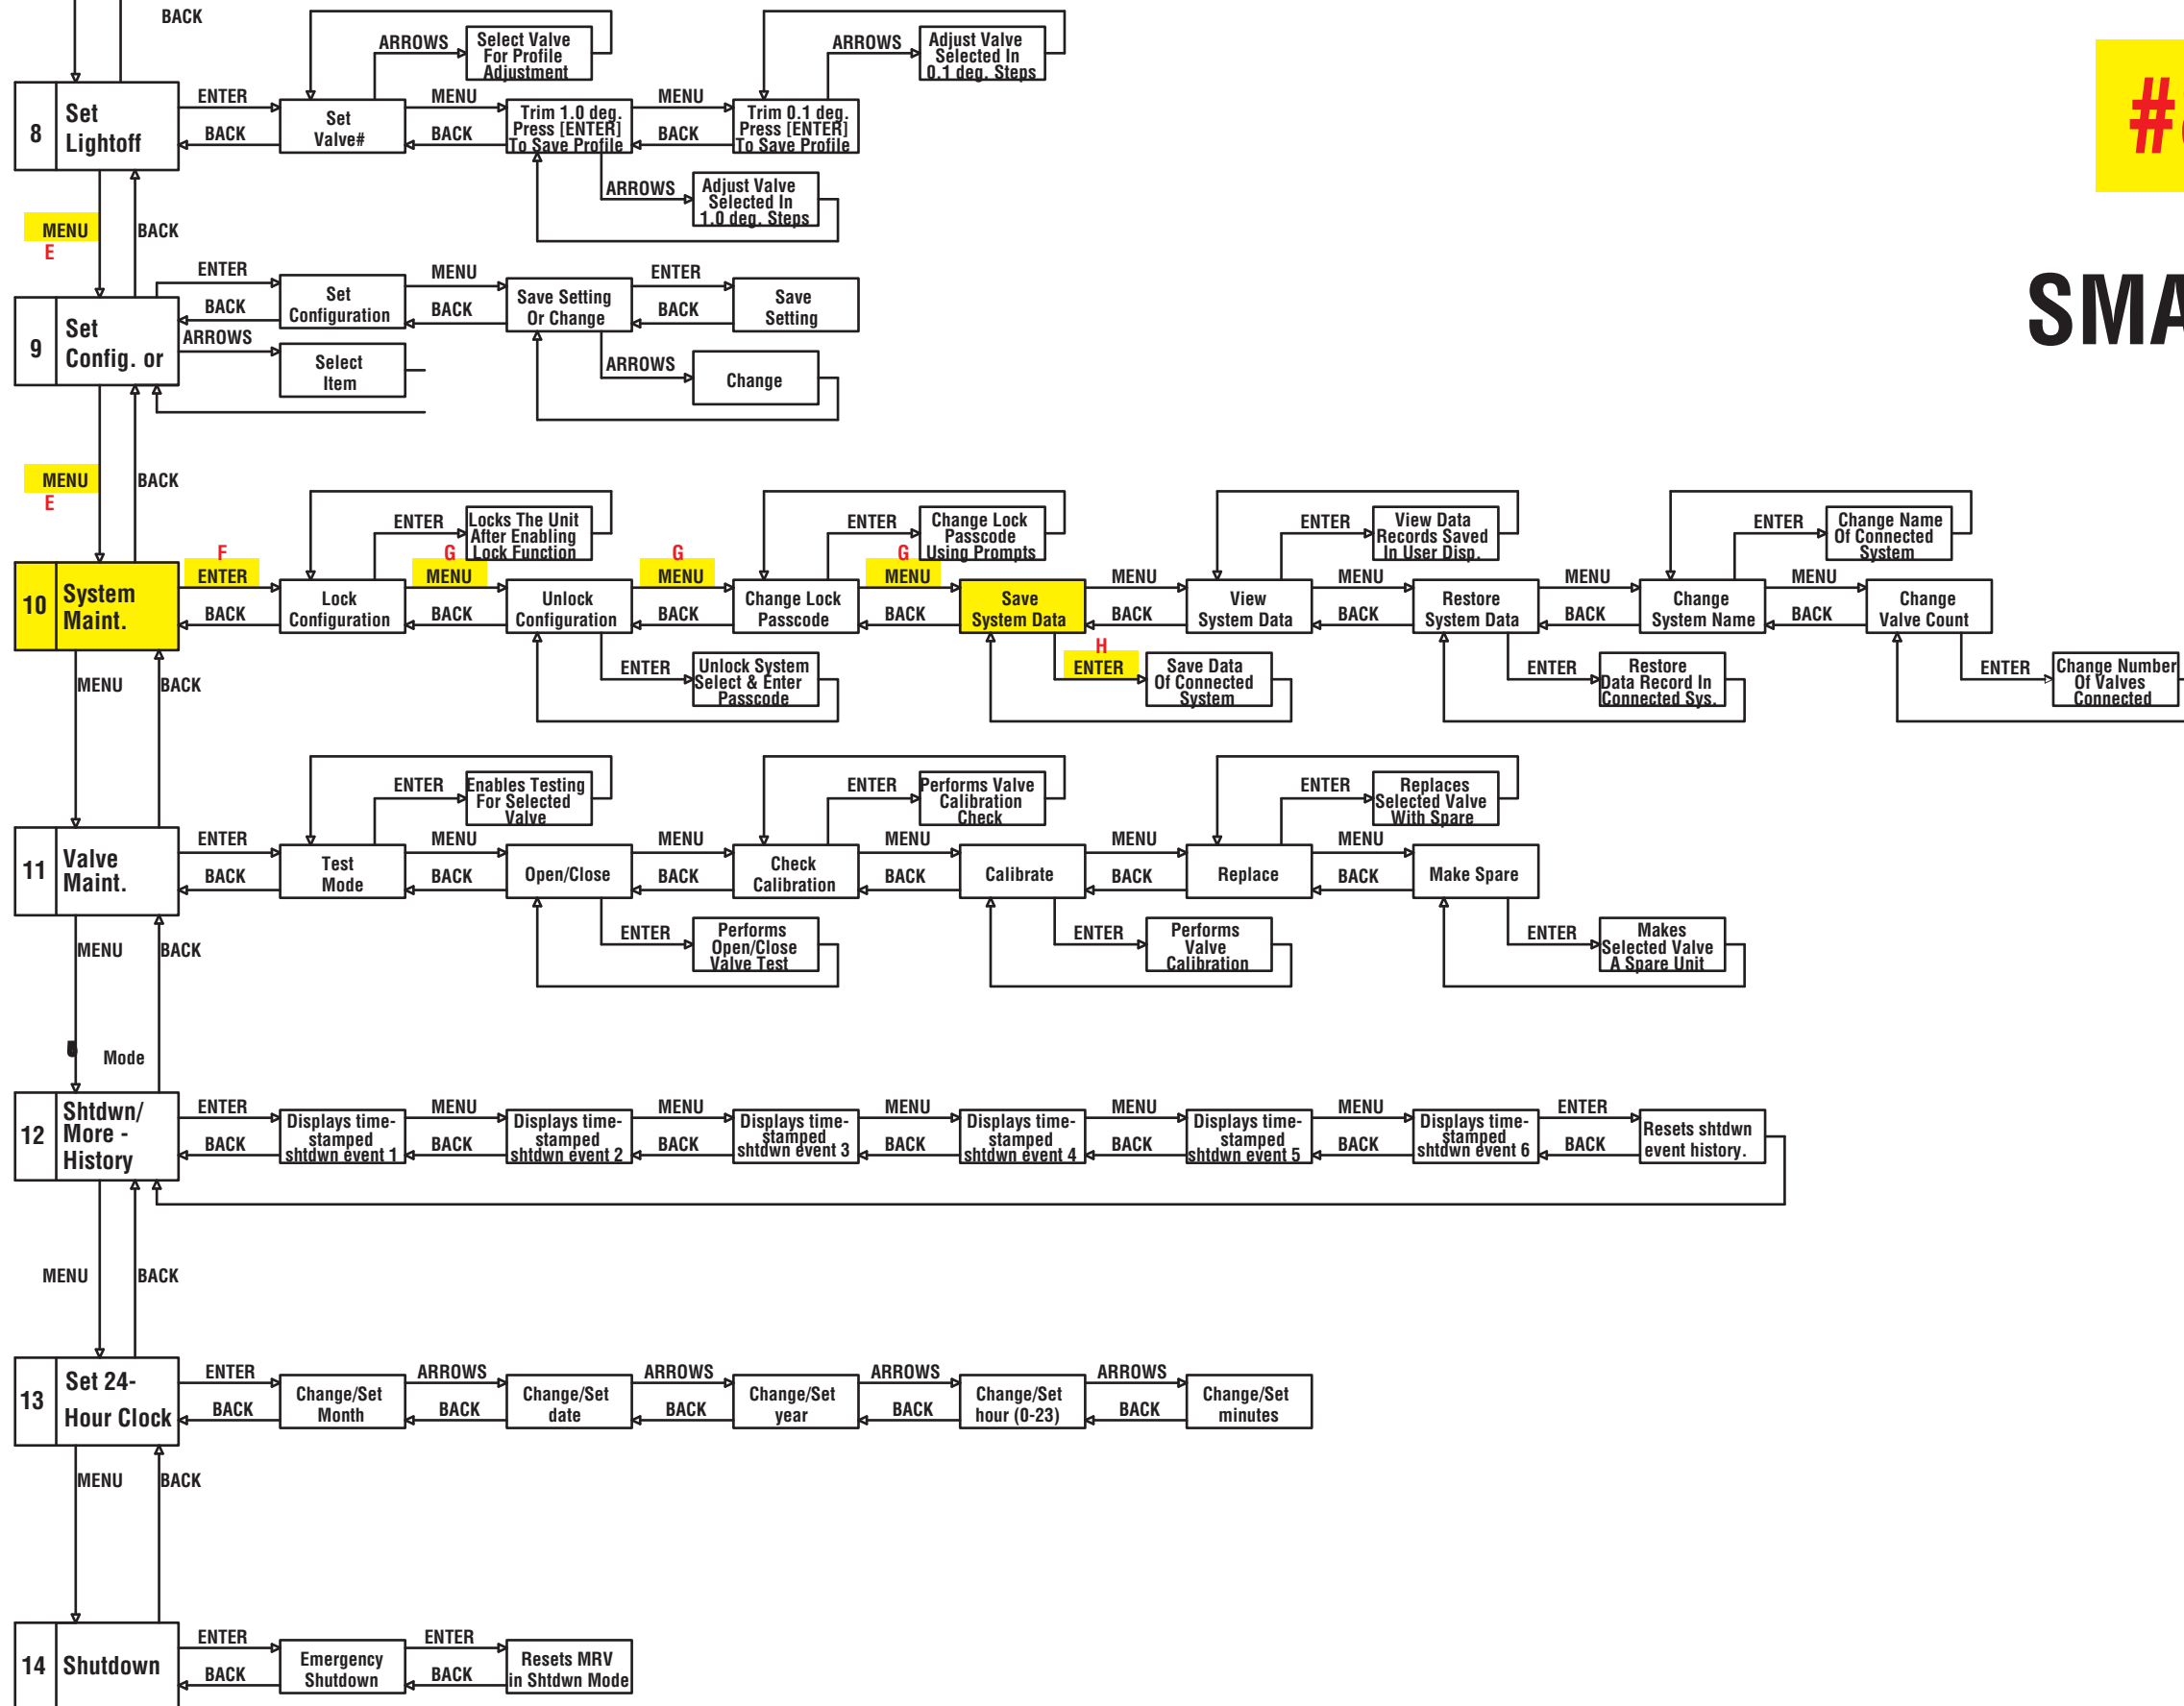 BACK
ARROWS
Select Valve
For Profile
Adjustment
ARROWS
Adjust Valve
Selected In
0.1 deg. Steps
8
Set
Lightoff
ENTER
BACK
Set
Valve#
MENU
BACK
Trim 1.0 deg.
Press [ENTER]
To Save Profile
MENU
BACK
Trim 0.1 deg.
Press [ENTER]
To Save Profile
ARROWS
Adjust Valve
Selected In
1.0 deg. Steps
MENU
E
BACK
SMA
9
Set
Config. or
ENTER
BACK
ARROWS
Set
Configuration
Select
Item
MENU
BACK
Save Setting
Or Change
ENTER
BACK
Save
Setting
ARROWS
Change
MENU
E
BACK
ENTER
Locks The Unit
After Enabling
Lock Function
ENTER
Change Lock
Passcode
Using Prompts
ENTER
View Data
Records Saved
In User Disp.
ENTER
Change Name
Of Connected
System
10
System
Maint.
F
ENTER
BACK
Lock
Configuration
G
MENU
BACK
Unlock
Configuration
G
MENU
BACK
Change Lock
Passcode
G
MENU
BACK
Save
System Data
MENU
BACK
View
System Data
MENU
BACK
Restore
System Data
MENU
BACK
Change
System Name
MENU
BACK
Change
Valve Count
ENTER
Unlock System
Select & Enter
Passcode
H
ENTER
Save Data
Of Connected
System
ENTER
Restore
Data Record In
Connected Sys.
ENTER
Change Number
Of Valves
Connected
MENU
BACK
ENTER
Enables Testing
For Selected
Valve
ENTER
Performs Valve
Calibration
Check
ENTER
Replaces
Selected Valve
With Spare
11
Valve
Maint.
ENTER
BACK
Test
Mode
MENU
BACK
Open/Close
MENU
BACK
Check
Calibration
MENU
BACK
Calibrate
MENU
BACK
Replace
MENU
BACK
Make Spare
ENTER
Performs
Open/Close
Valve Test
ENTER
Performs
Valve
Calibration
ENTER
Makes
Selected Valve
A Spare Unit
MENU
BACK
Mode
12
Shtdwn/
More -
History
ENTER
BACK
Displays time-
stamped
shtdwn event 1
MENU
BACK
Displays time-
stamped
shtdwn event 2
MENU
BACK
Displays time-
stamped
shtdwn event 3
MENU
BACK
Displays time-
stamped
shtdwn event 4
MENU
BACK
Displays time-
stamped
shtdwn event 5
MENU
BACK
Displays time-
stamped
shtdwn event 6
ENTER
BACK
Resets shtdwn
event history.
MENU
BACK
13
Set 24-
Hour Clock
ENTER
BACK
Change/Set
Month
ARROWS
BACK
Change/Set
date
ARROWS
BACK
Change/Set
year
ARROWS
BACK
Change/Set
hour (0-23)
ARROWS
BACK
Change/Set
minutes
MENU
BACK
14
Shutdown
ENTER
BACK
Emergency
Shutdown
ENTER
BACK
Resets MRV
in Shtdwn Mode